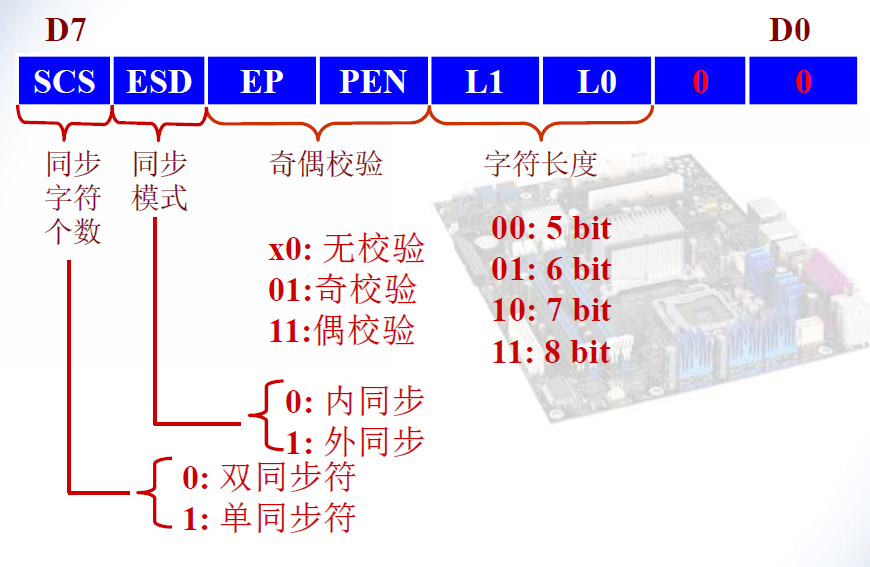 D7 D0
SCS ESD EP PEN L1 L0 0 0
同步
字符
个数
同步
模式
奇偶校验
字符长度
x0: 无校验
01:奇校验
11:偶校验
00: 5 bit
01: 6 bit
10: 7 bit
11: 8 bit
0: 内同步
1: 外同步
0: 双同步符
1: 单同步符